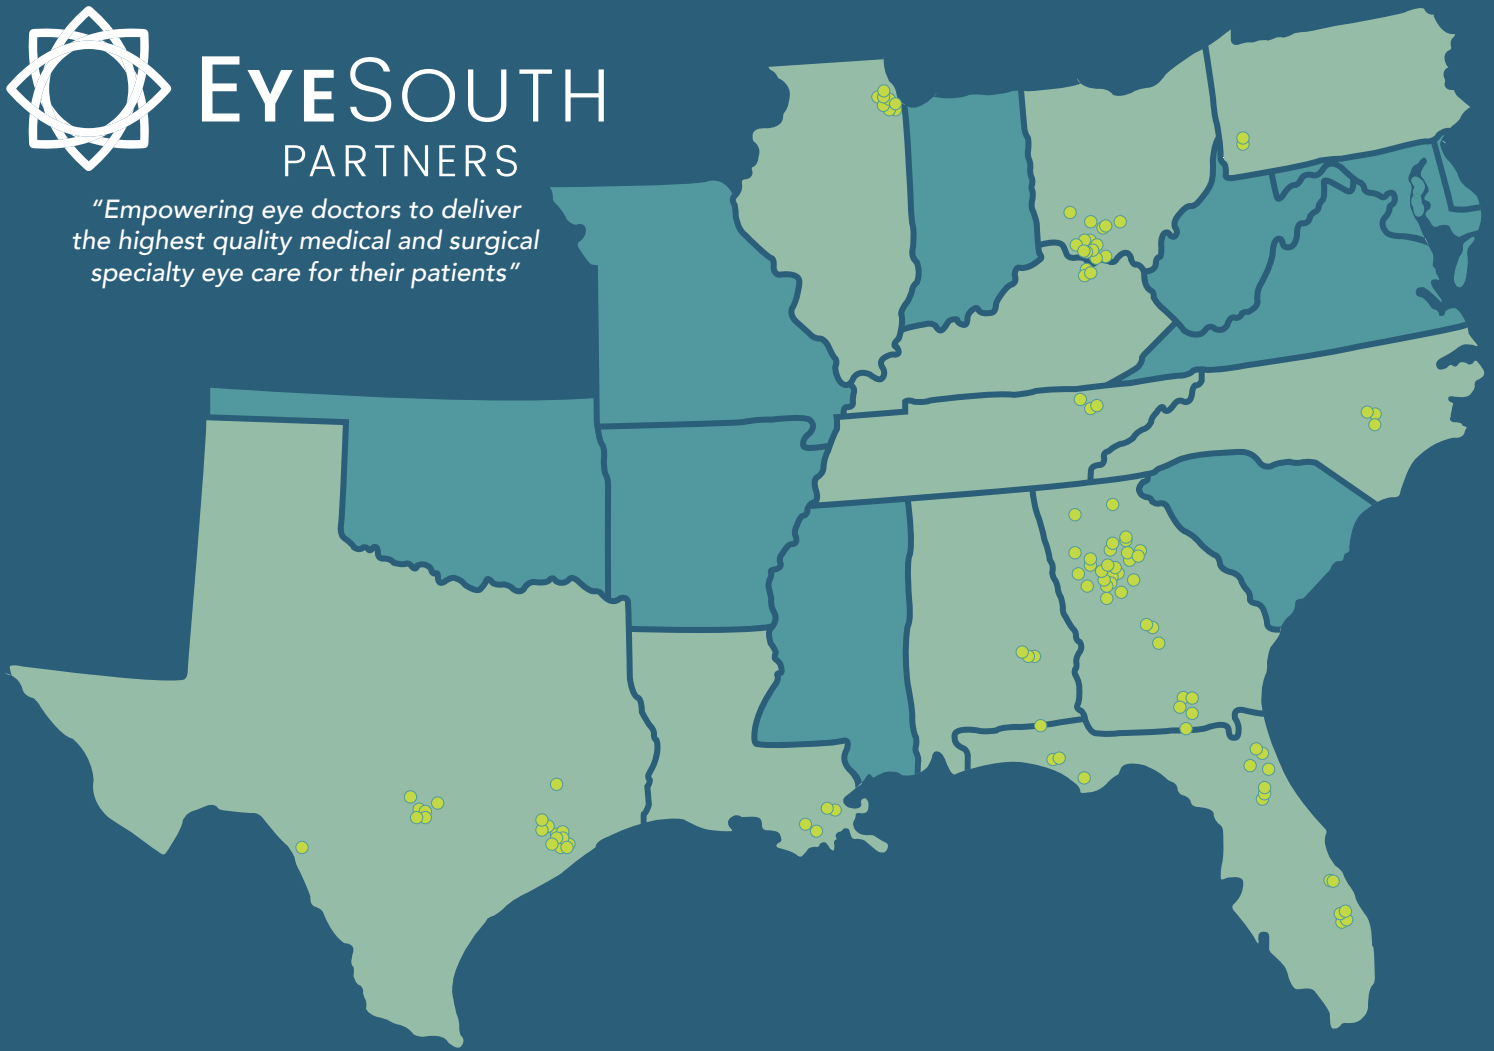 EYESOUTH
PARTNERS
“Empowering eye doctors to deliver
the highest quality medical and surgical
specialty eye care for their patients”